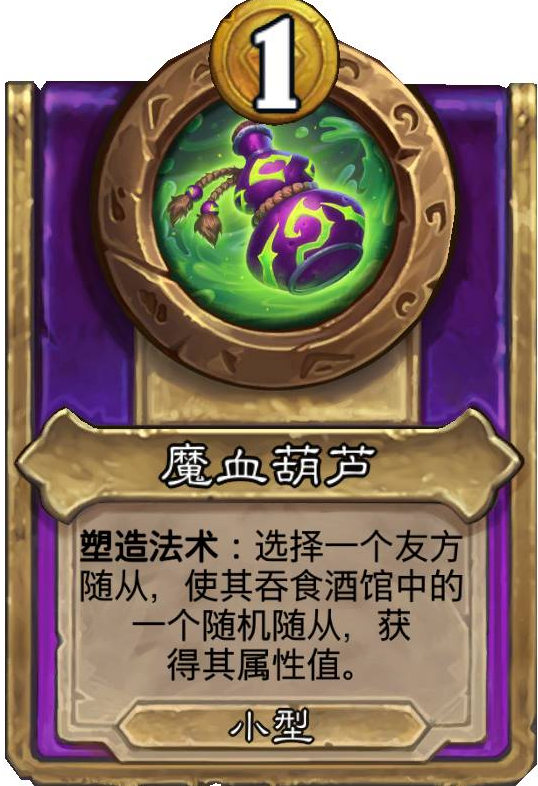 1
魔血葫芦
塑造法术：选择一个友方
随从，使其吞食酒馆中的
一个随机随从，获
得其属性值。
小型